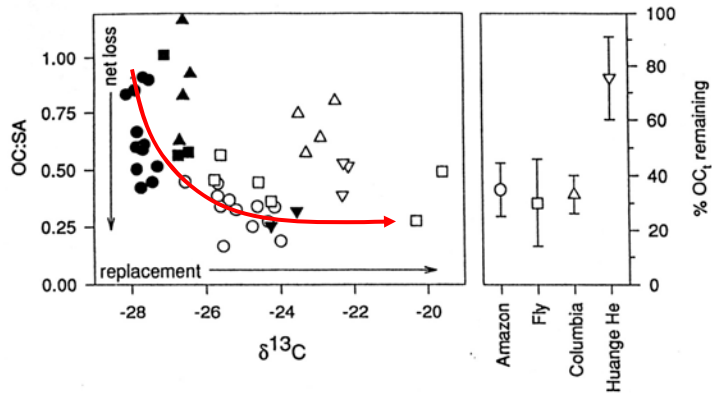 OC:SA
1.00
0.75
0.50
0.25
0.00
net loss
replacement
-28
-26
-24
-22
-20
δ13C
100
80
60
40
20
0
% OCt remaining
Amazon
Fly
Columbia
Huange He